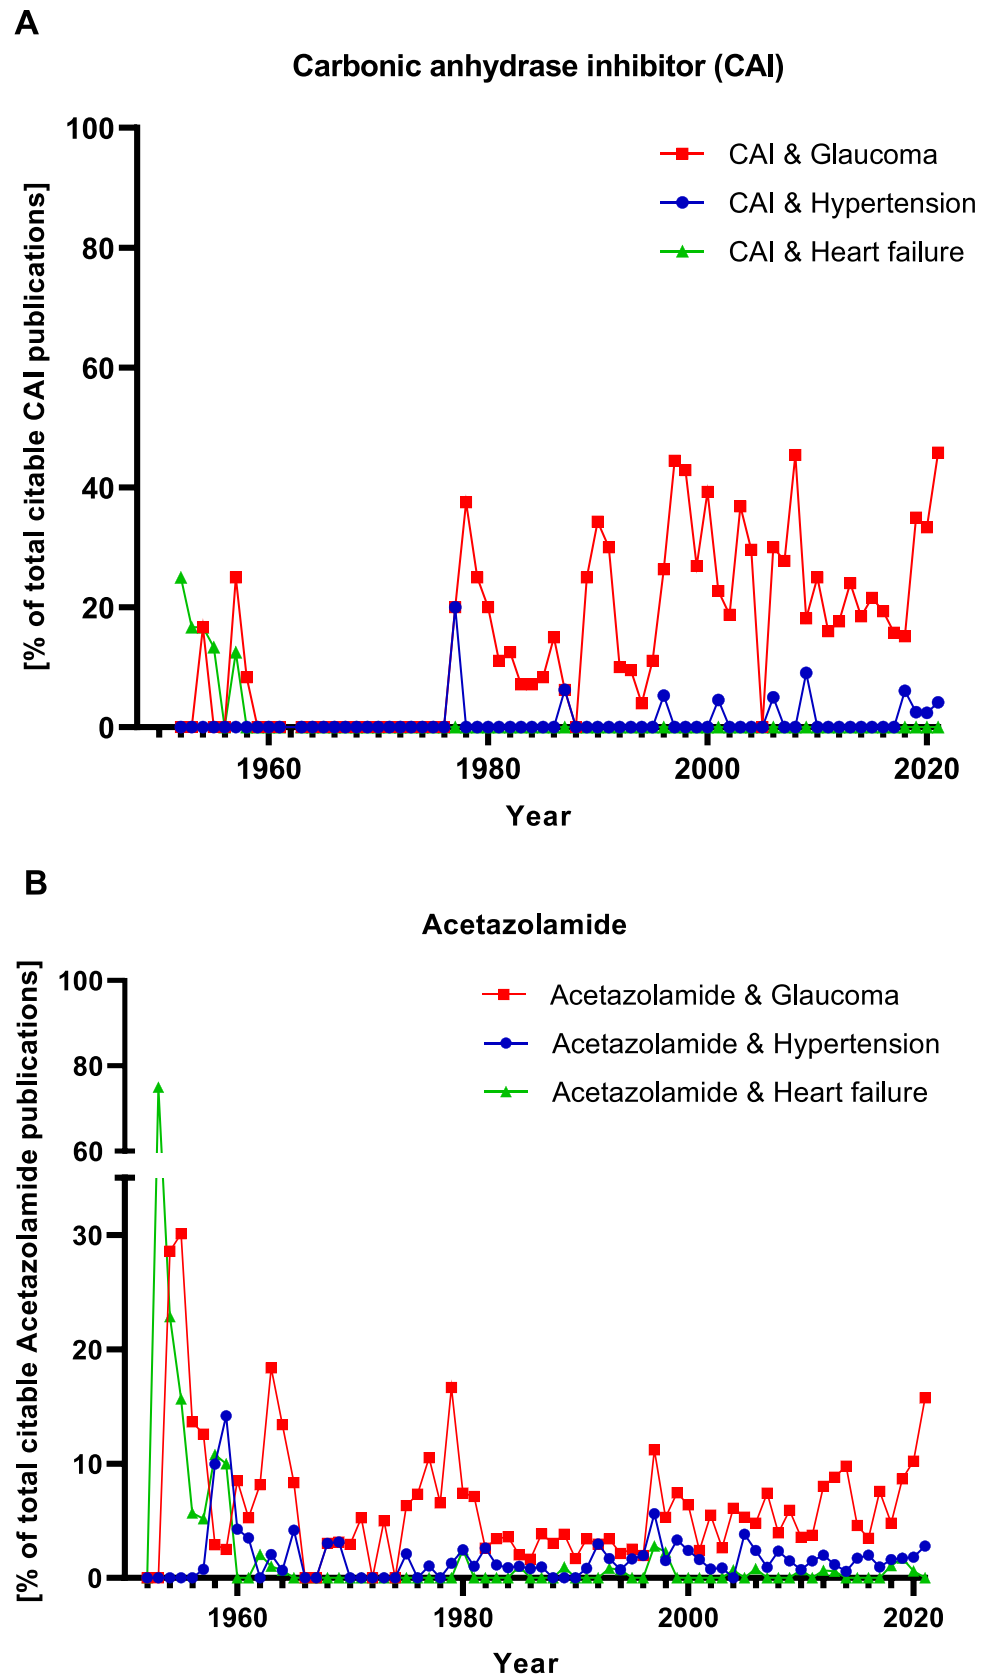 A
Carbonic anhydrase inhibitor (CAI)
[% of total citable CAI publications]
100
80
60
40
20
0
CAI & Glaucoma
CAI & Hypertension
CAI & Heart failure
1960
1980
2000
2020
Year
B
Acetazolamide
[% of total citable Acetazolamide publications]
100
80
60
30
20
10
0
Acetazolamide & Glaucoma
Acetazolamide & Hypertension
Acetazolamide & Heart failure
1960
1980
2000
2020
Year